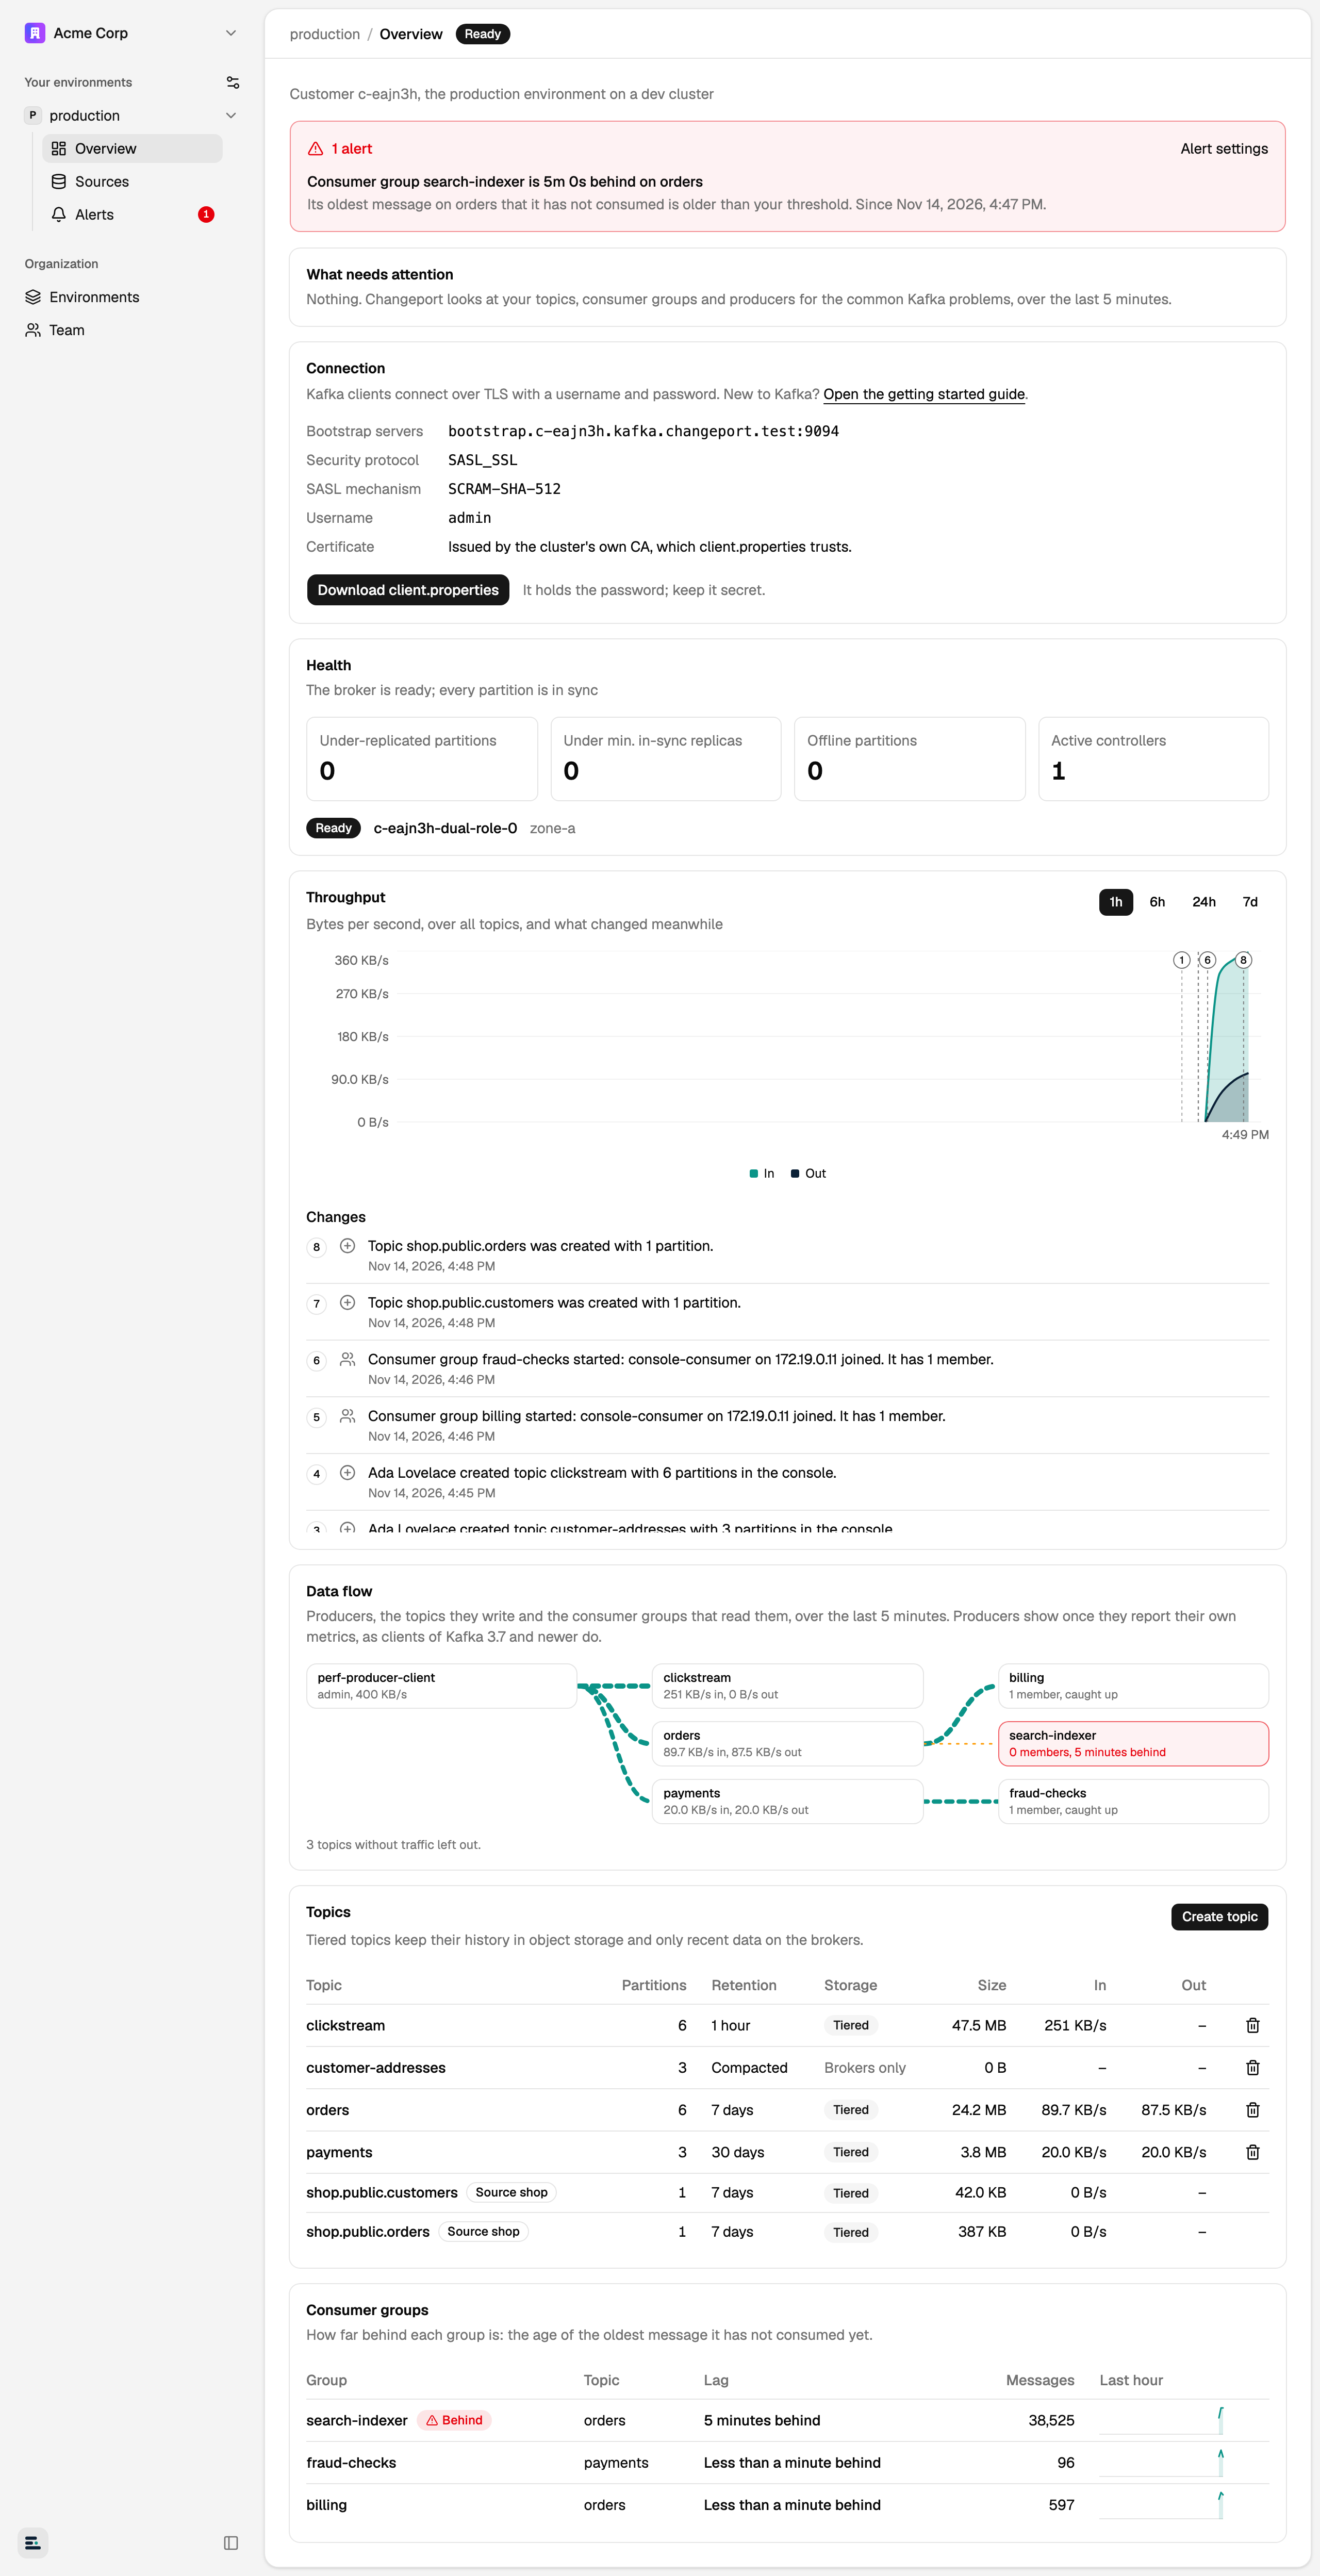 Acme Corp
Your environments
P production
Overview
Sources
Alerts 1
Organization
Environments
Team
production / Overview Ready
Customer c-eajn3h, the production environment on a dev cluster
1 alert Alert settings
Consumer group search-indexer is 5m 0s behind on orders
Its oldest message on orders that it has not consumed is older than your threshold. Since Nov 14, 2026, 4:47 PM.
What needs attention
Nothing. Changeport looks at your topics, consumer groups and producers for the common Kafka problems, over the last 5 minutes.
Connection
Kafka clients connect over TLS with a username and password. New to Kafka? Open the getting started guide.
Bootstrap servers bootstrap.c-eajn3h.kafka.changeport.test:9094
Security protocol SASL_SSL
SASL mechanism SCRAM-SHA-512
Username admin
Certificate Issued by the cluster's own CA, which client.properties trusts.
Download client.properties It holds the password; keep it secret.
Health
The broker is ready; every partition is in sync
Under-replicated partitions Under min. in-sync replicas Offline partitions Active controllers
0 0 0 1
Ready c-eajn3h-dual-role-0 zone-a
Throughput 1h 6h 24h 7d
Bytes per second, over all topics, and what changed meanwhile
360 KB/s 1 6 8
270 KB/s
180 KB/s
90.0 KB/s
0 B/s
4:49 PM
In Out
Changes
8 Topic shop.public.orders was created with 1 partition.
Nov 14, 2026, 4:48 PM
7 Topic shop.public.customers was created with 1 partition.
Nov 14, 2026, 4:48 PM
6 Consumer group fraud-checks started: console-consumer on 172.19.0.11 joined. It has 1 member.
Nov 14, 2026, 4:46 PM
5 Consumer group billing started: console-consumer on 172.19.0.11 joined. It has 1 member.
Nov 14, 2026, 4:46 PM
4 Ada Lovelace created topic clickstream with 6 partitions in the console.
Nov 14, 2026, 4:45 PM
3 Ada Lovelace created topic customer-addresses with 3 partitions in the console.
Data flow
Producers, the topics they write and the consumer groups that read them, over the last 5 minutes. Producers show once they report their own
metrics, as clients of Kafka 3.7 and newer do.
perf-producer-client clickstream billing
admin, 400 KB/s 251 KB/s in, 0 B/s out 1 member, caught up
orders search-indexer
89.7 KB/s in, 87.5 KB/s out 0 members, 5 minutes behind
payments fraud-checks
20.0 KB/s in, 20.0 KB/s out 1 member, caught up
3 topics without traffic left out.
Topics Create topic
Tiered topics keep their history in object storage and only recent data on the brokers.
Topic Partitions Retention Storage Size In Out
clickstream 6 1 hour Tiered 47.5 MB 251 KB/s –
customer-addresses 3 Compacted Brokers only 0 B – –
orders 6 7 days Tiered 24.2 MB 89.7 KB/s 87.5 KB/s
payments 3 30 days Tiered 3.8 MB 20.0 KB/s 20.0 KB/s
shop.public.customers Source shop 1 7 days Tiered 42.0 KB 0 B/s –
shop.public.orders Source shop 1 7 days Tiered 387 KB 0 B/s –
Consumer groups
How far behind each group is: the age of the oldest message it has not consumed yet.
Group Topic Lag Messages Last hour
search-indexer Behind orders 5 minutes behind 38,525
fraud-checks payments Less than a minute behind 96
billing orders Less than a minute behind 597